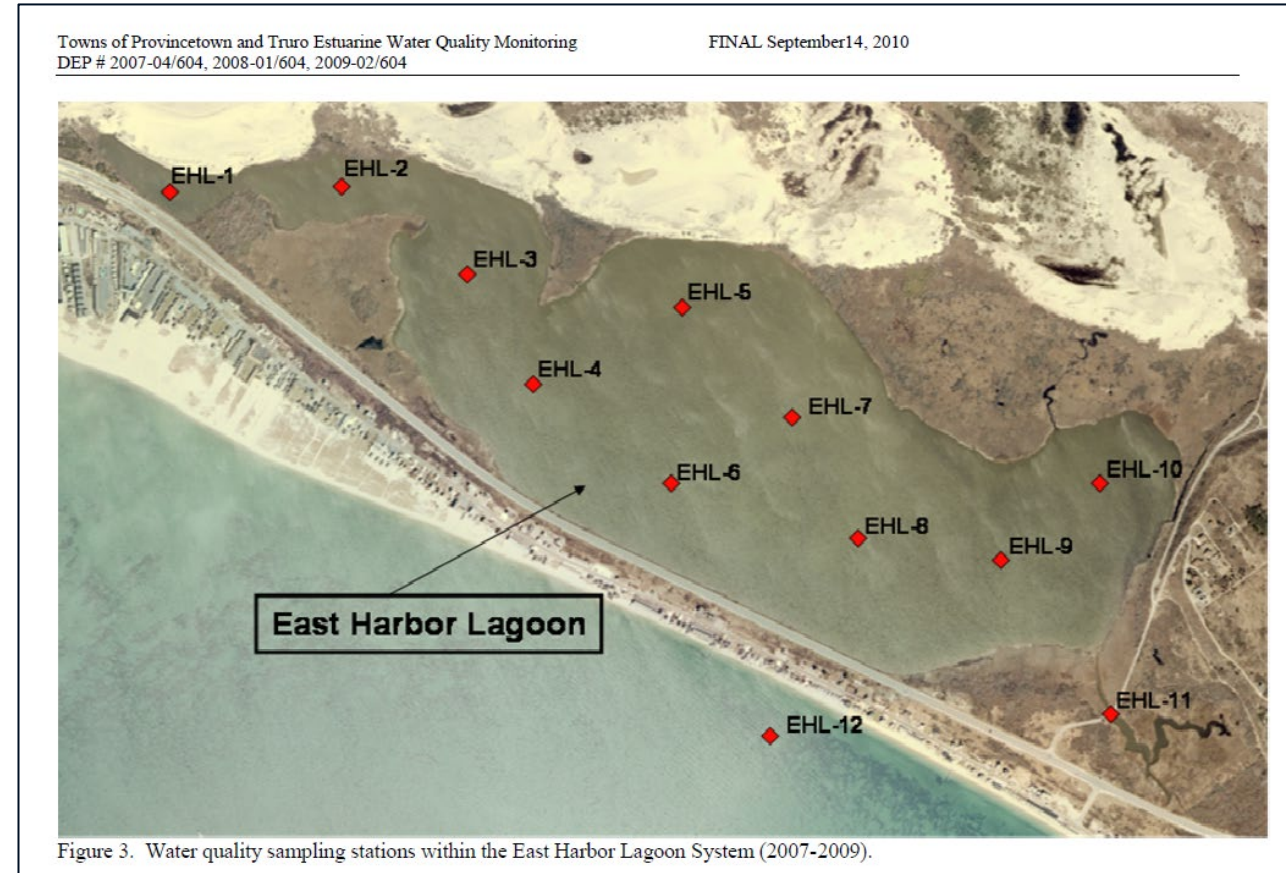 Towns of Provincetown and Truro Estuarine Water Quality Monitoring FINAL September14, 2010
DEP # 2007-04/604, 2008-01/604, 2009-02/604
EHL-1
EHL-2
EHL-3
EHL-5
EHL-4
EHL-7
EHL-6
EHL-10
EHL-8
EHL-9
East Harbor Lagoon
EHL-11
EHL-12
Figure 3. Water quality sampling stations within the East Harbor Lagoon System (2007-2009).